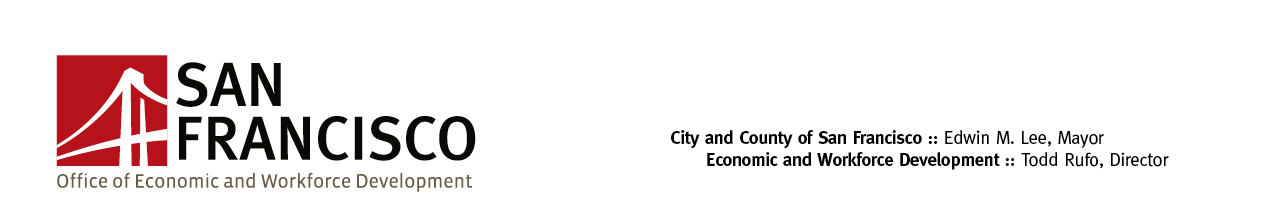 SAN
FRANCISCO
Office of Economic and Workforce Development
City and County of San Francisco :: Edwin M. Lee, Mayor
Economic and Workforce Development :: Todd Rufo, Director